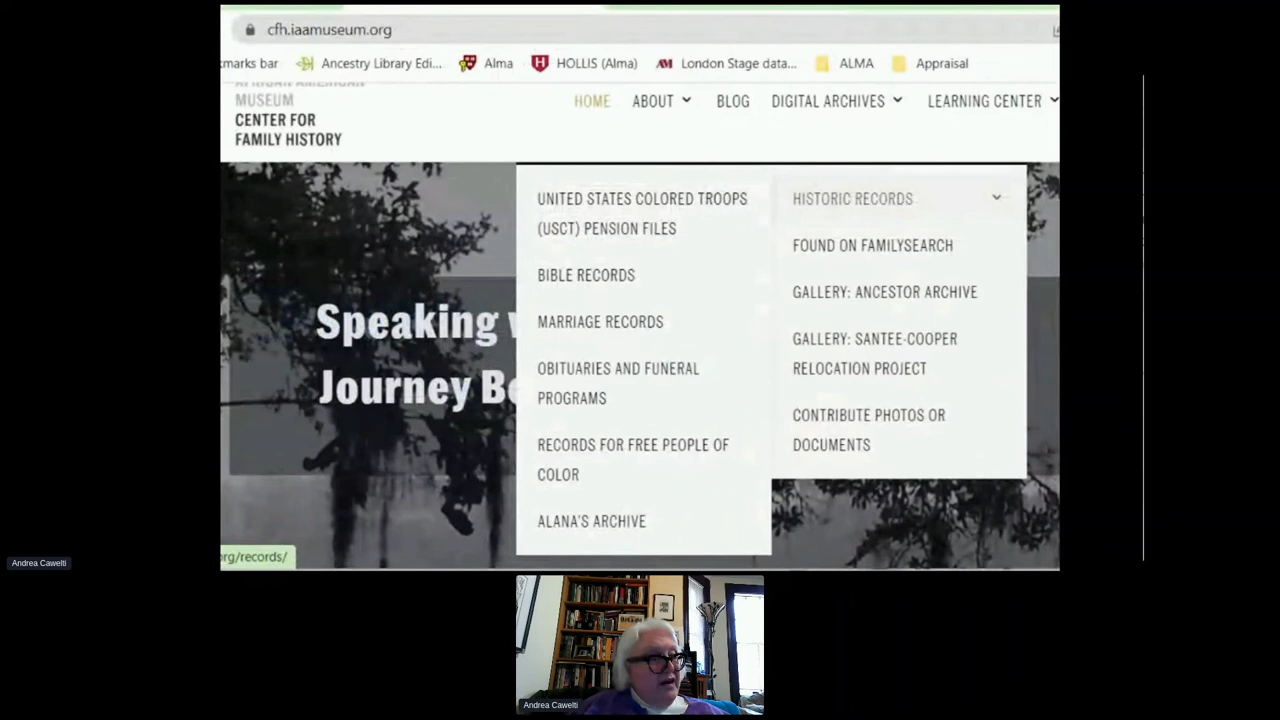 cfh.iaamuseum.org
marks bar Ancestry Library Edi... Alma HOLLIS (Alma) London Stage data... ALMA Appraisal
AFRICAN AMERICAN
MUSEUM
CENTER FOR
FAMILY HISTORY
HOME ABOUT BLOG DIGITAL ARCHIVES LEARNING CENTER
UNITED STATES COLORED TROOPS
(USCT) PENSION FILES
BIBLE RECORDS
MARRIAGE RECORDS
OBITUARIES AND FUNERAL
PROGRAMS
RECORDS FOR FREE PEOPLE OF
COLOR
ALANA'S ARCHIVE
HISTORIC RECORDS
FOUND ON FAMILYSEARCH
GALLERY: ANCESTOR ARCHIVE
GALLERY: SANTEE-COOPER
RELOCATION PROJECT
CONTRIBUTE PHOTOS OR
DOCUMENTS
Speaking
Journey
org/records/
Andrea Cawelti
Andrea Cawelti